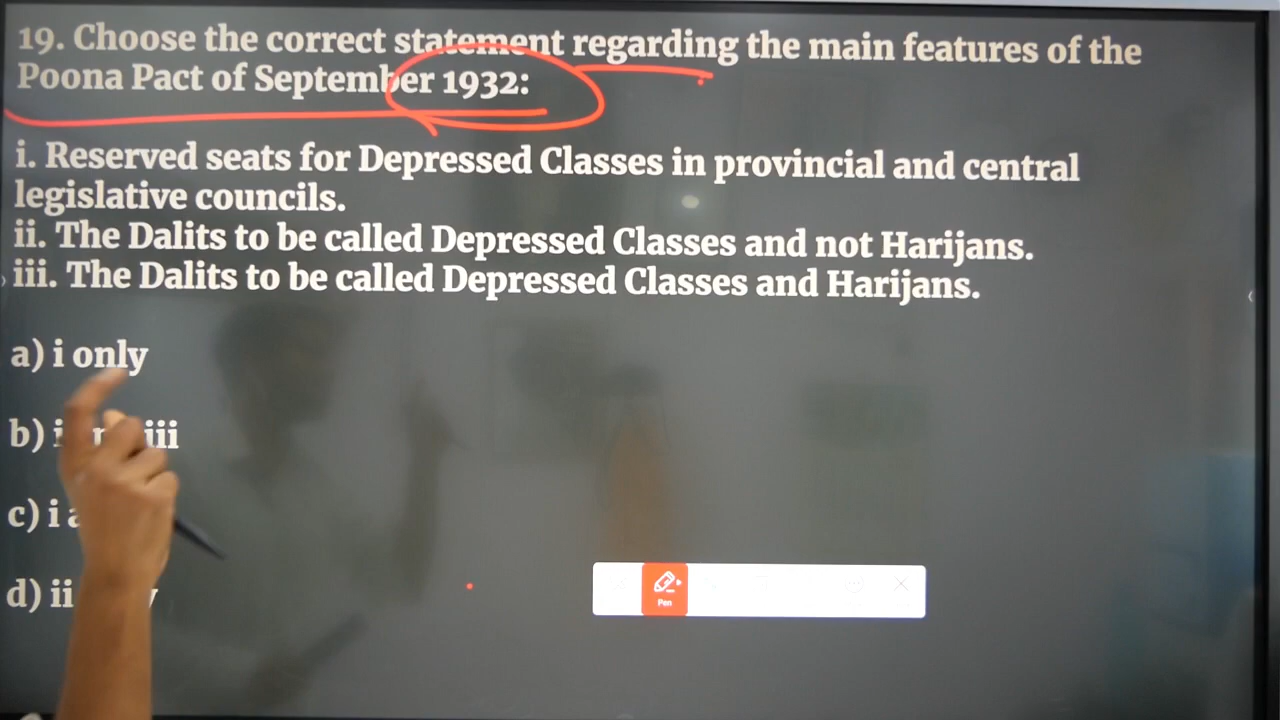 19. Choose the correct statement regarding the main features of the
Poona Pact of September 1932:
i. Reserved seats for Depressed Classes in provincial and central
legislative councils.
ii. The Dalits to be called Depressed Classes and not Harijans.
iii. The Dalits to be called Depressed Classes and Harijans.
a) i only
b) iii
c) i
d) ii
Pen